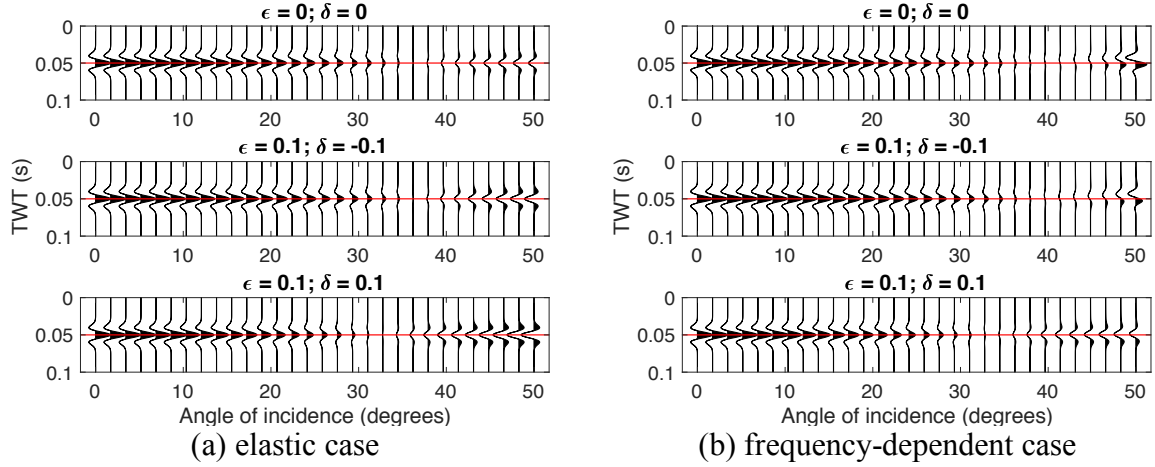 ϵ = 0; δ = 0
0
0.05
0.1
0 10 20 30 40 50
ϵ = 0.1; δ = -0.1
TWT (s)
0
0.05
0.1
0 10 20 30 40 50
ϵ = 0.1; δ = 0.1
0
0.05
0.1
0 10 20 30 40 50
Angle of incidence (degrees)
(a) elastic case
ϵ = 0; δ = 0
0
0.05
0.1
0 10 20 30 40 50
ϵ = 0.1; δ = -0.1
TWT (s)
0
0.05
0.1
0 10 20 30 40 50
ϵ = 0.1; δ = 0.1
0
0.05
0.1
0 10 20 30 40 50
Angle of incidence (degrees)
(b) frequency-dependent case